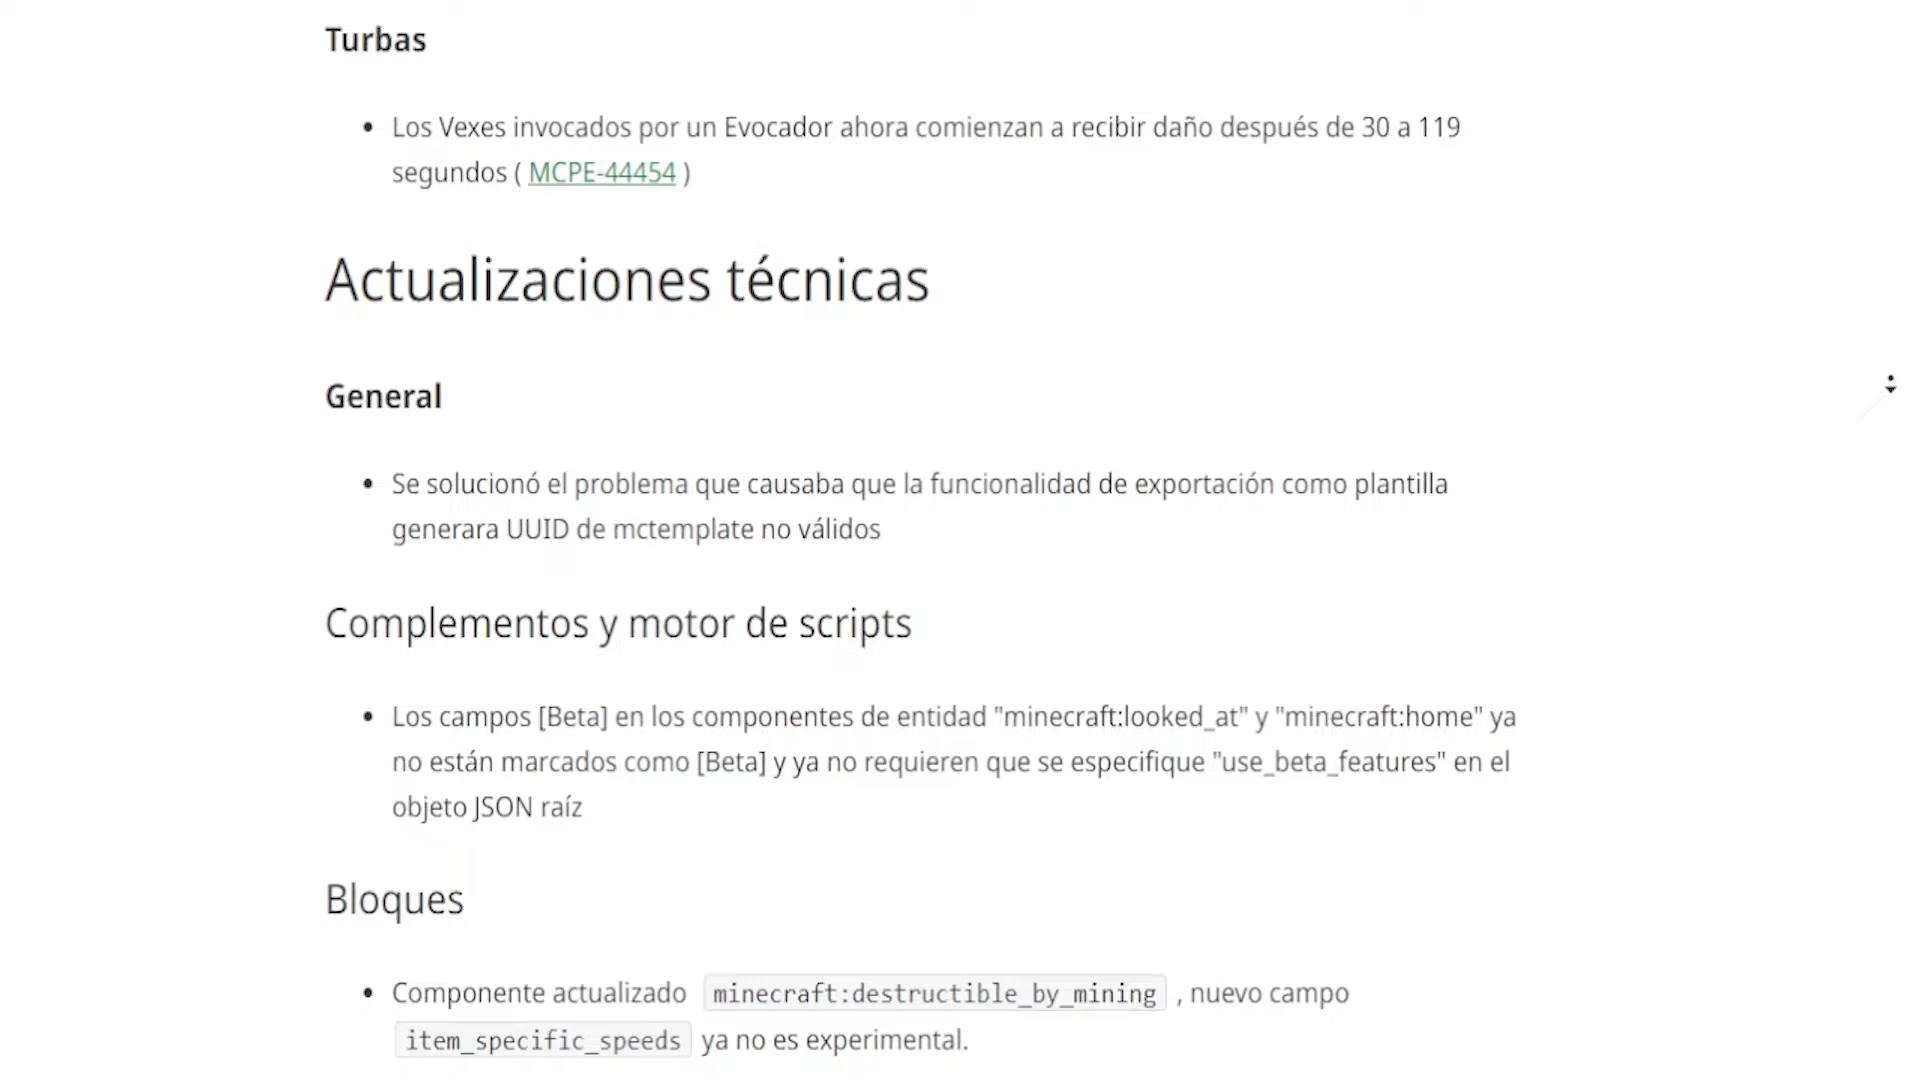 Turbas
Los Vexes invocados por un Evocador ahora comienzan a recibir daño después de 30 a 119
segundos ( MCPE-44454 )
Actualizaciones técnicas
General
Se solucionó el problema que causaba que la funcionalidad de exportación como plantilla
generara UUID de mctemplate no válidos
Complementos y motor de scripts
Los campos [Beta] en los componentes de entidad "minecraft:looked_at" y "minecraft:home" ya
no están marcados como [Beta] y ya no requieren que se especifique "use_beta_features" en el
objeto JSON raíz
Bloques
Componente actualizado minecraft:destructible_by_mining , nuevo campo
item_specific_speeds ya no es experimental.